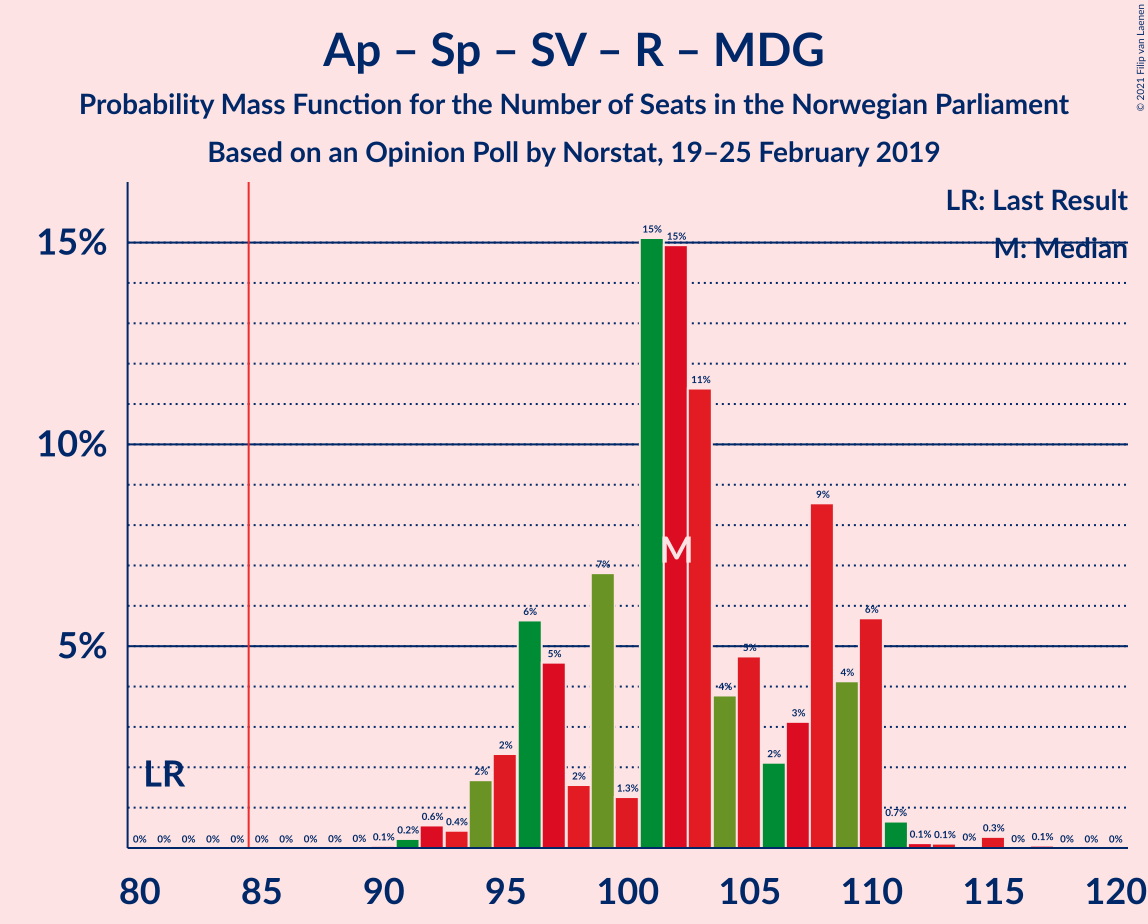 Ap – Sp – SV – R – MDG
Probability Mass Function for the Number of Seats in the Norwegian Parliament
Based on an Opinion Poll by Norstat, 19–25 February 2019
© 2021 Filip van Laenen
LR: Last Result
M: Median
15%
10%
5%
LR
M
0% 0% 0% 0% 0% 0% 0% 0% 0% 0% 0.1% 0.2% 0.6% 0.4% 2% 2% 6% 5% 2% 7% 1.3% 15% 15% 11% 4% 5% 2% 3% 9% 4% 6% 0.7% 0.1% 0.1% 0% 0.3% 0% 0.1% 0% 0% 0%
80 85 90 95 100 105 110 115 120